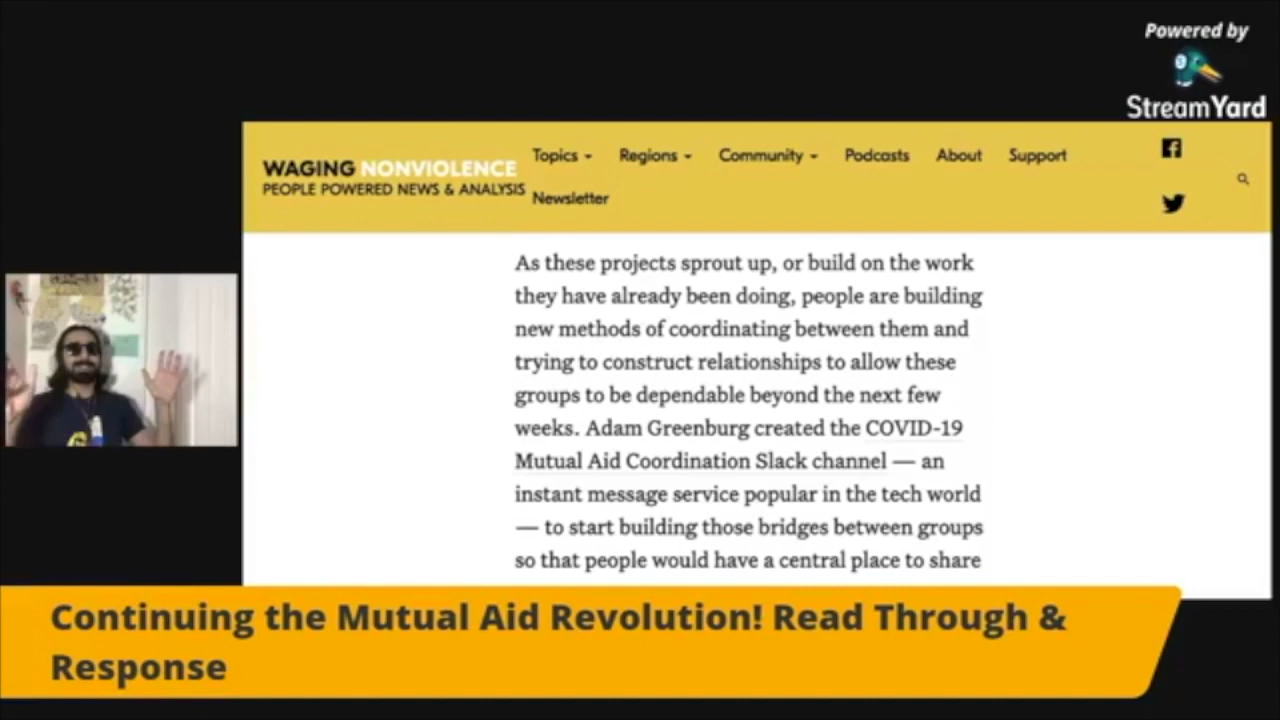 Powered by
StreamYard
WAGING NONVIOLENCE
PEOPLE POWERED NEWS & ANALYSIS
Topics
Regions
Community
Podcasts
About
Support
Newsletter
As these projects sprout up, or build on the work
they have already been doing, people are building
new methods of coordinating between them and
trying to construct relationships to allow these
groups to be dependable beyond the next few
weeks. Adam Greenburg created the COVID-19
Mutual Aid Coordination Slack channel — an
instant message service popular in the tech world
— to start building those bridges between groups
so that people would have a central place to share
Continuing the Mutual Aid Revolution! Read Through &
Response